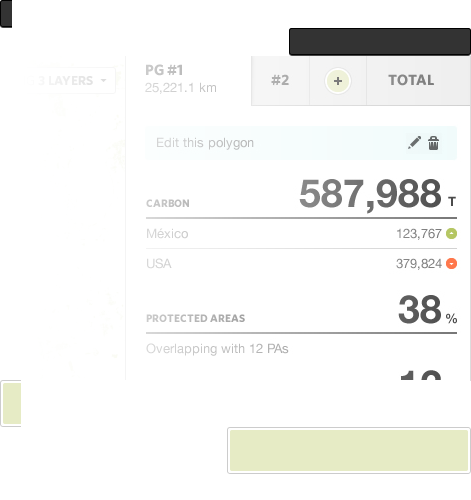 3 LAYERS
PG #1
25,221.1 km
#2
+
TOTAL
Edit this polygon
CARBON
587,988 T
México
123,767
USA
379,824
PROTECTED AREAS
38 %
Overlapping with 12 PAs